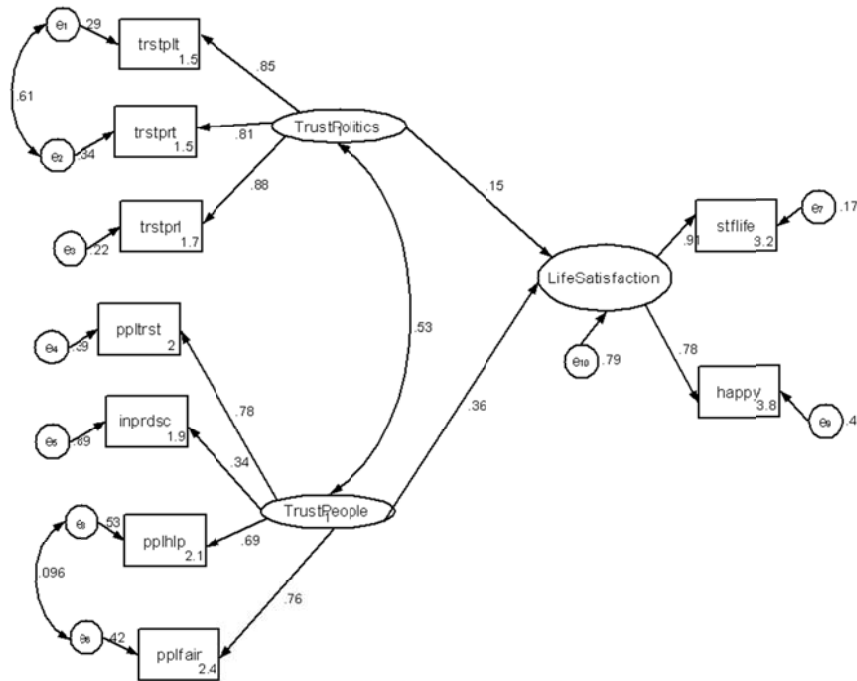 e1
.29
trstplt
1.5
.85
.61
e2
.34
trstprt
1.5
.81
TrustPolitics
.88
.15
trstprl
1.7
e3
.22
stflife
3.2
e7
.17
.91
LifeSatisfaction
e4
ppltrst
2
.53
e10
.79
.78
happy
3.8
.78
.36
e5
inprdsc
1.9
.34
e9
.4
TrustPeople
.53
pplhlp
2.1
.69
.096
.76
.42
pplfair
2.4